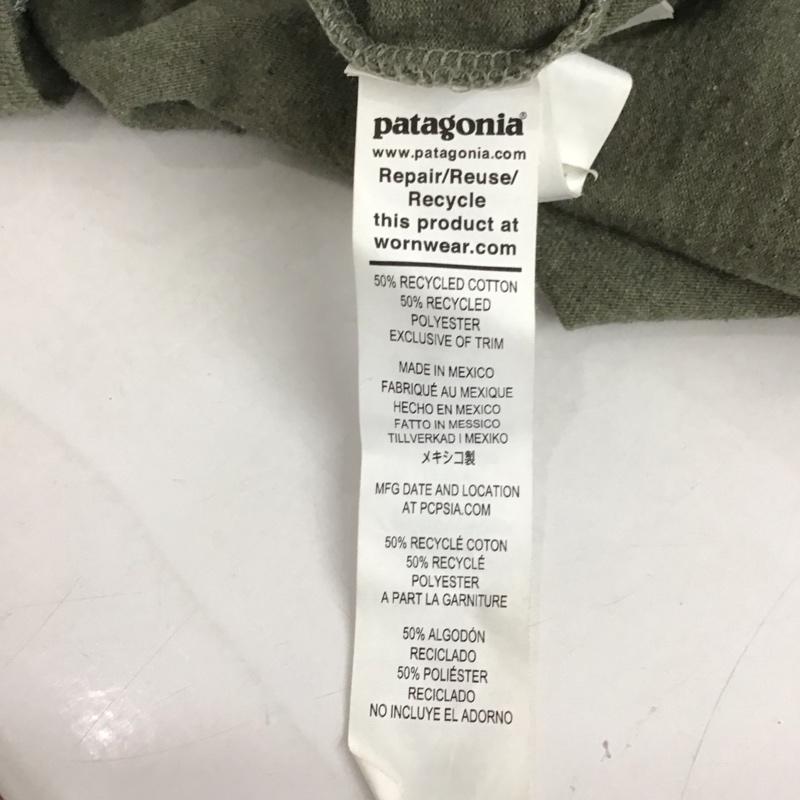 patagonia®
www.patagonia.com
Repair/Reuse/
Recycle
this product at
wornwear.com
50% RECYCLED COTTON
50% RECYCLED
POLYESTER
EXCLUSIVE OF TRIM
MADE IN MEXICO
FABRIQUÉ AU MEXIQUE
HECHO EN MEXICO
FATTO IN MESSICO
TILLVERKAD I MEXIKO
メキシコ製
MFG DATE AND LOCATION
AT PCPSIA.COM
50% RECYCLÉ COTON
50% RECYCLÉ
POLYESTER
A PART LA GARNITURE
50% ALGODÓN
RECICLADO
50% POLIÉSTER
RECICLADO
NO INCLUYE EL ADORNO